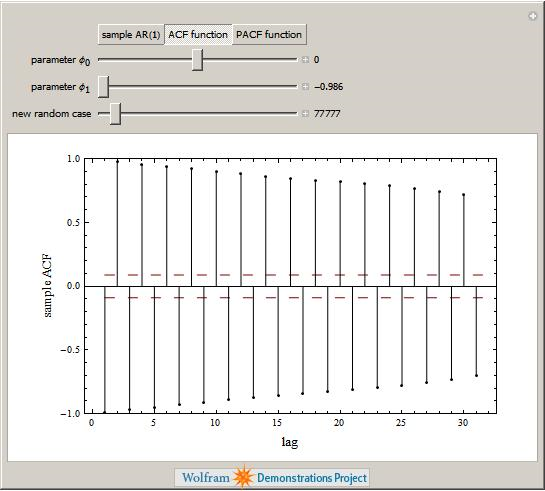 sample AR(1) ACF function PACF function
parameter ϕ0 0
parameter ϕ1 −0.986
new random case 77777
1.0
0.5
0.0
−0.5
−1.0
sample ACF
0 5 10 15 20 25 30
lag
Wolfram Demonstrations Project